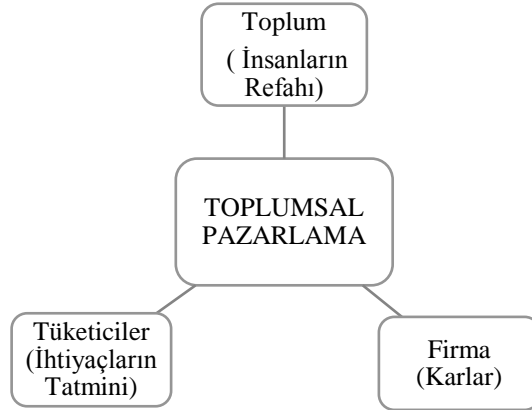 Toplum
( İnsanların
Refahı)
TOPLUMSAL
PAZARLAMA
Tüketiciler
(İhtiyaçların
Tatmini)
Firma
(Karlar)